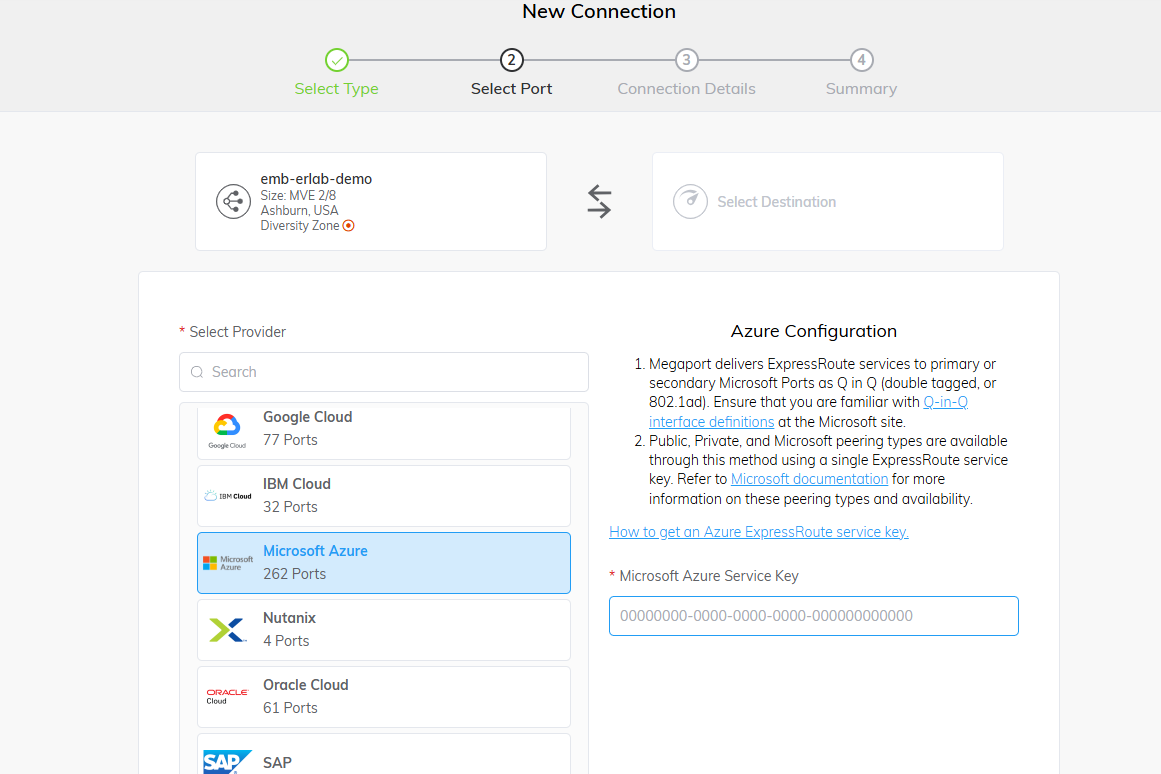 New Connection
2
3
4
Select Type
Select Port
Connection Details
Summary
emb-erlab-demo
Size: MVE 2/8
Ashburn, USA
Diversity Zone
Select Destination
* Select Provider
Search
Google Cloud
Google Cloud
77 Ports
IBM Cloud
IBM Cloud
32 Ports
Microsoft
Azure
Microsoft Azure
262 Ports
Nutanix
4 Ports
ORACLE
Cloud
Oracle Cloud
61 Ports
SAP
SAP
Azure Configuration
1. Megaport delivers ExpressRoute services to primary or
secondary Microsoft Ports as Q in Q (double tagged, or
802.1ad). Ensure that you are familiar with Q-in-Q
interface definitions at the Microsoft site.
2. Public, Private, and Microsoft peering types are available
through this method using a single ExpressRoute service
key. Refer to Microsoft documentation for more
information on these peering types and availability.
How to get an Azure ExpressRoute service key.
* Microsoft Azure Service Key
00000000-0000-0000-0000-000000000000